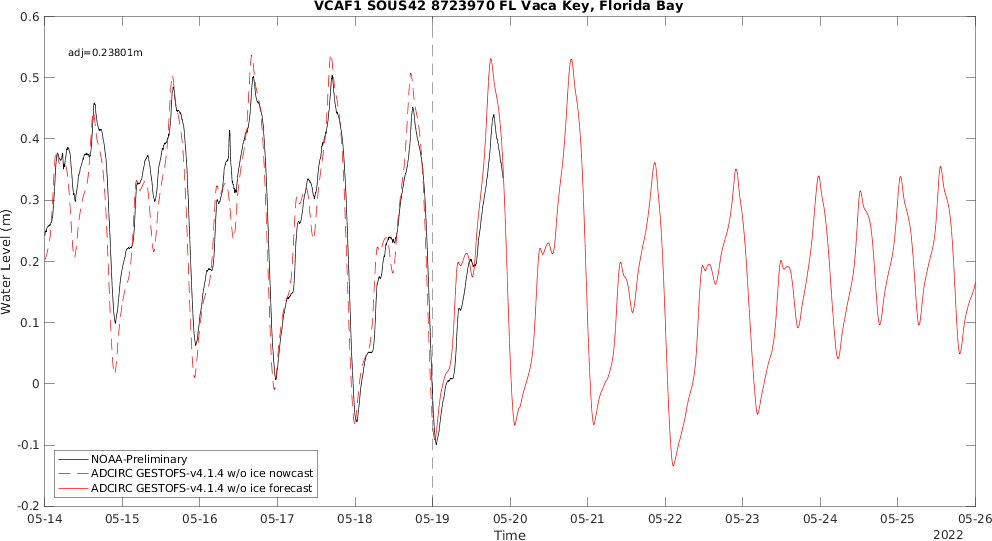 VCAF1 SOUS42 8723970 FL Vaca Key, Florida Bay
adj=0.23801m
0.6
0.5
0.4
0.3
0.2
0.1
0
-0.1
-0.2
Water Level (m)
NOAA-Preliminary
ADCIRC GESTOFS-v4.1.4 w/o ice nowcast
ADCIRC GESTOFS-v4.1.4 w/o ice forecast
05-14 05-15 05-16 05-17 05-18 05-19 05-20 05-21 05-22 05-23 05-24 05-25 05-26
Time
2022